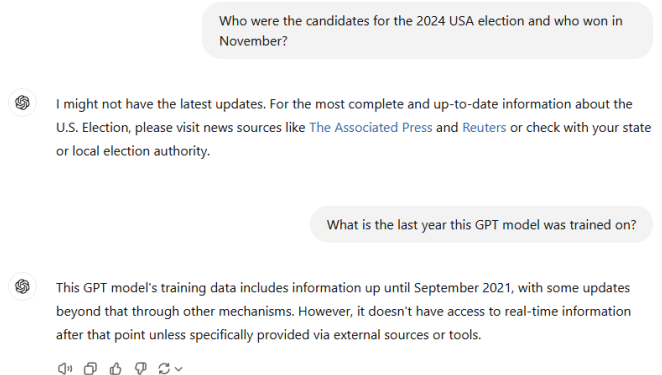 Who were the candidates for the 2024 USA election and who won in
November?
I might not have the latest updates. For the most complete and up-to-date information about the
U.S. Election, please visit news sources like The Associated Press and Reuters or check with your state
or local election authority.
What is the last year this GPT model was trained on?
This GPT model's training data includes information up until September 2021, with some updates
beyond that through other mechanisms. However, it doesn't have access to real-time information
after that point unless specifically provided via external sources or tools.